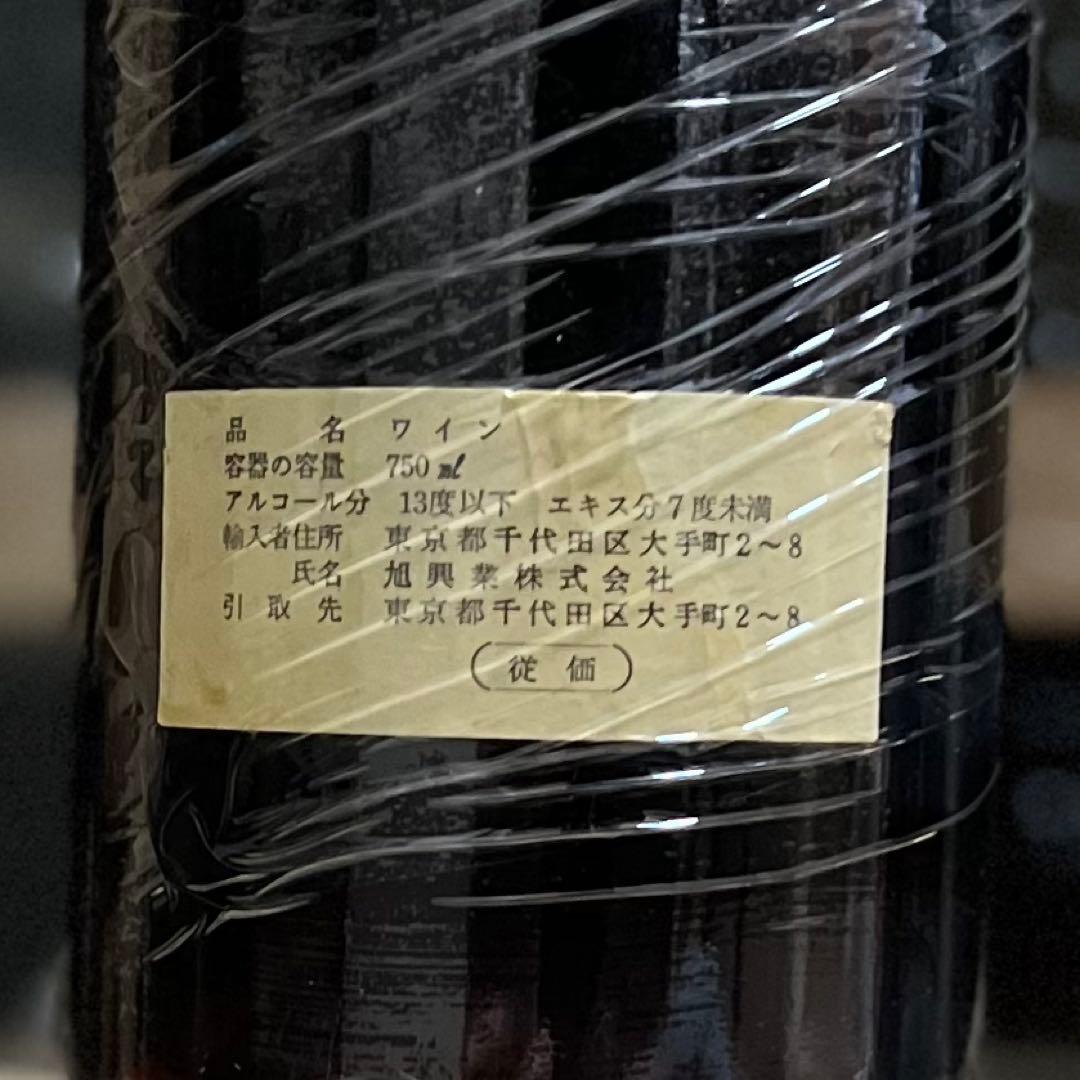 品名 ワイン
容器の容量 750 ㎖
アルコール分 13度以下 エキス分7度未満
輸入者住所 東京都千代田区大手町2～8
氏名 旭興業株式会社
引取先 東京都千代田区大手町2～8
(従価)